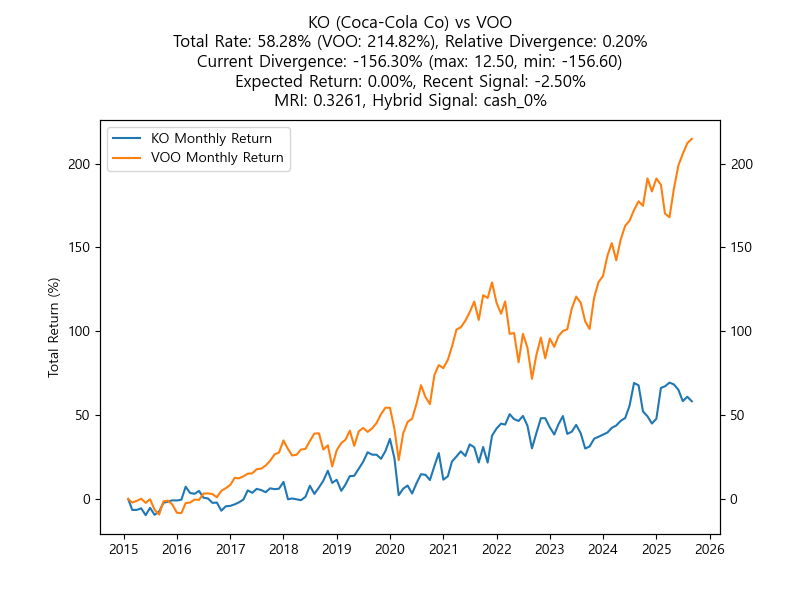 KO (Coca-Cola Co) vs VOO
Total Rate: 58.28% (VOO: 214.82%), Relative Divergence: 0.20%
Current Divergence: -156.30% (max: 12.50, min: -156.60)
Expected Return: 0.00%, Recent Signal: -2.50%
MRI: 0.3261, Hybrid Signal: cash_0%
KO Monthly Return
VOO Monthly Return
Total Return (%)
200
150
100
50
0
200
150
100
50
0
2015 2016 2017 2018 2019 2020 2021 2022 2023 2024 2025 2026